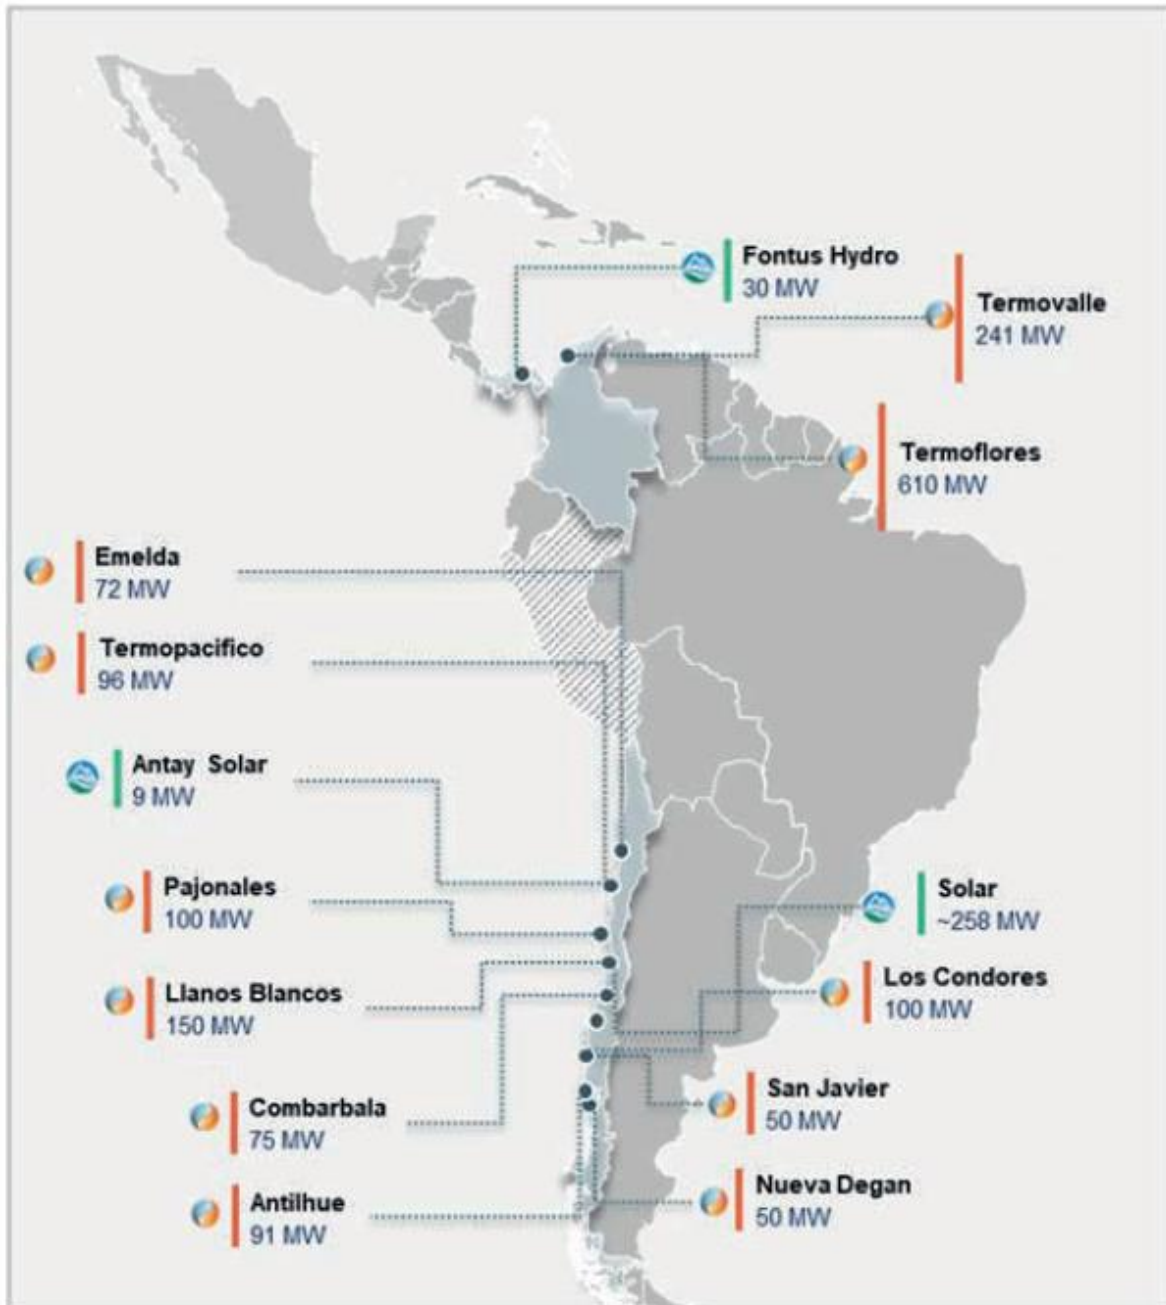 Fontus Hydro
30 MW
Termovalle
241 MW
Termoflores
610 MW
Emelda
72 MW
Termopacifico
96 MW
Antay Solar
9 MW
Pajonales
100 MW
Solar
~258 MW
Llanos Blancos
150 MW
Los Condores
100 MW
Combarbala
75 MW
San Javier
50 MW
Antilhue
91 MW
Nueva Degan
50 MW